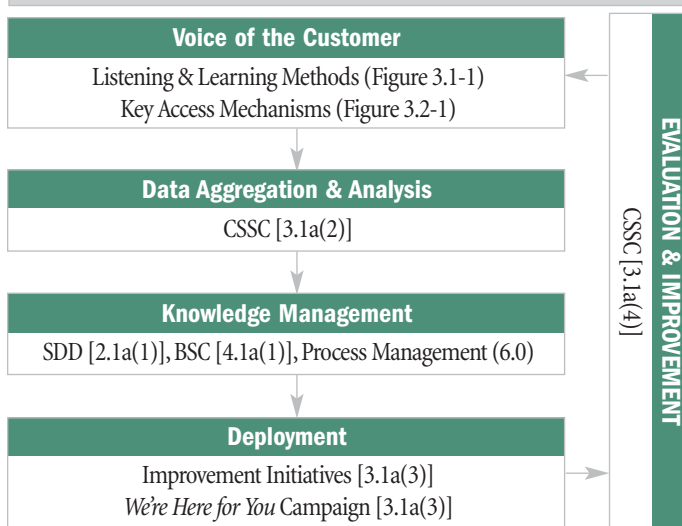 Voice of the Customer
Listening & Learning Methods (Figure 3.1-1)
Key Access Mechanisms (Figure 3.2-1)
Data Aggregation & Analysis
CSSC [3.1a(2)]
Knowledge Management
SDD [2.1a(1)], BSC [4.1a(1)], Process Management (6.0)
Deployment
Improvement Initiatives [3.1a(3)]
We're Here for You Campaign [3.1a(3)]
CSSC [3.1a(4)]
EVALUATION & IMPROVEMENT